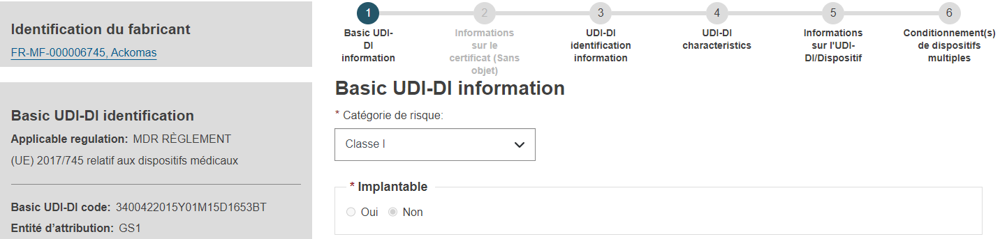 Identification du fabricant
FR-MF-000006745, Ackomas
Basic UDI-DI identification
Applicable regulation: MDR RÈGLEMENT
(UE) 2017/745 relatif aux dispositifs médicaux
Basic UDI-DI code: 3400422015Y01M15D1653BT
Entité d'attribution: GS1
1
Basic UDI-
DI
information
2
Informations
sur le
certificat (Sans
objet)
3
UDI-DI
identification
information
4
UDI-DI
characteristics
5
Informations
sur l'UDI-
DI/Dispositif
6
Conditionnement(s)
de dispositifs
multiples
Basic UDI-DI information
* Catégorie de risque:
Classe I
* Implantable
Oui Non